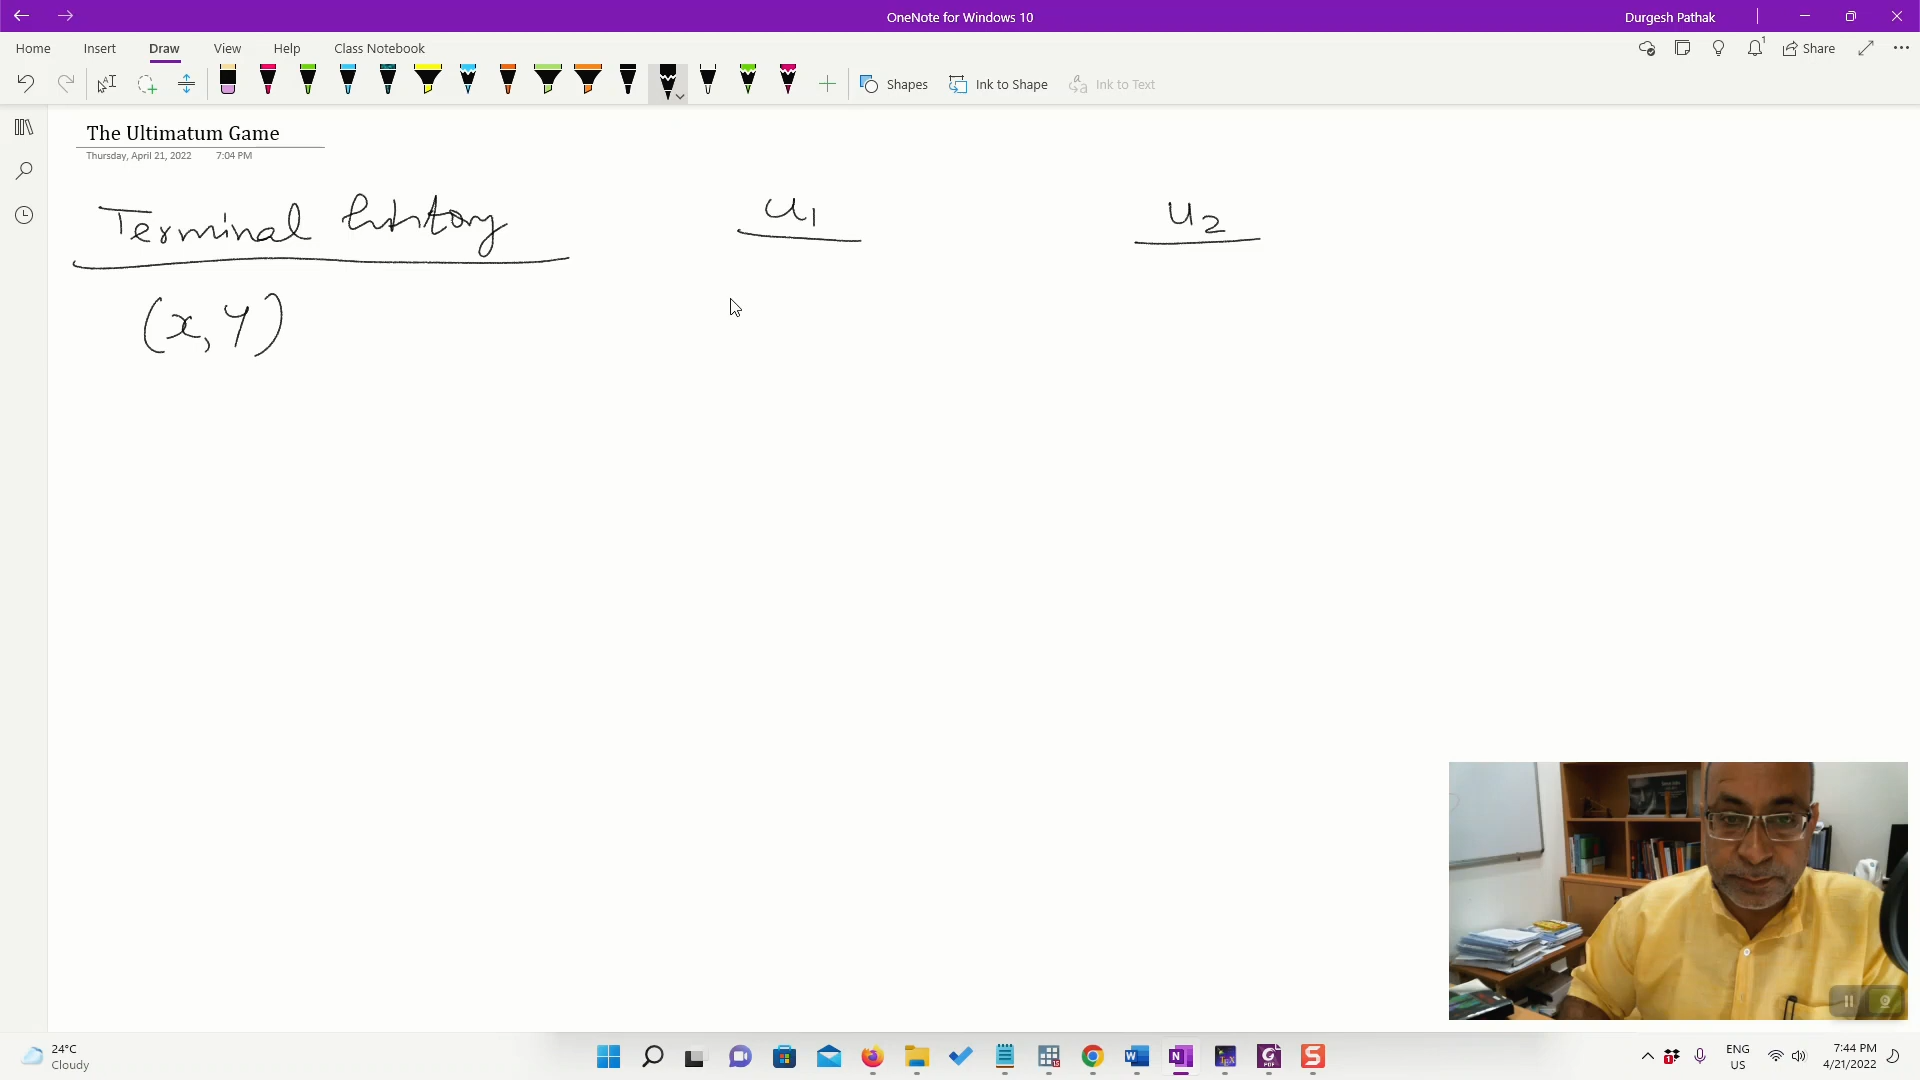 OneNote for Windows 10
Durgesh Pathak
Home Insert Draw View Help Class Notebook
1
Share
Shapes Ink to Shape Ink to Text
The Ultimatum Game
Thursday, April 21, 2022 7:04 PM
Terminal history u1 u2
(x, Y)
24°C
Cloudy
ENG
US
7:44 PM
4/21/2022